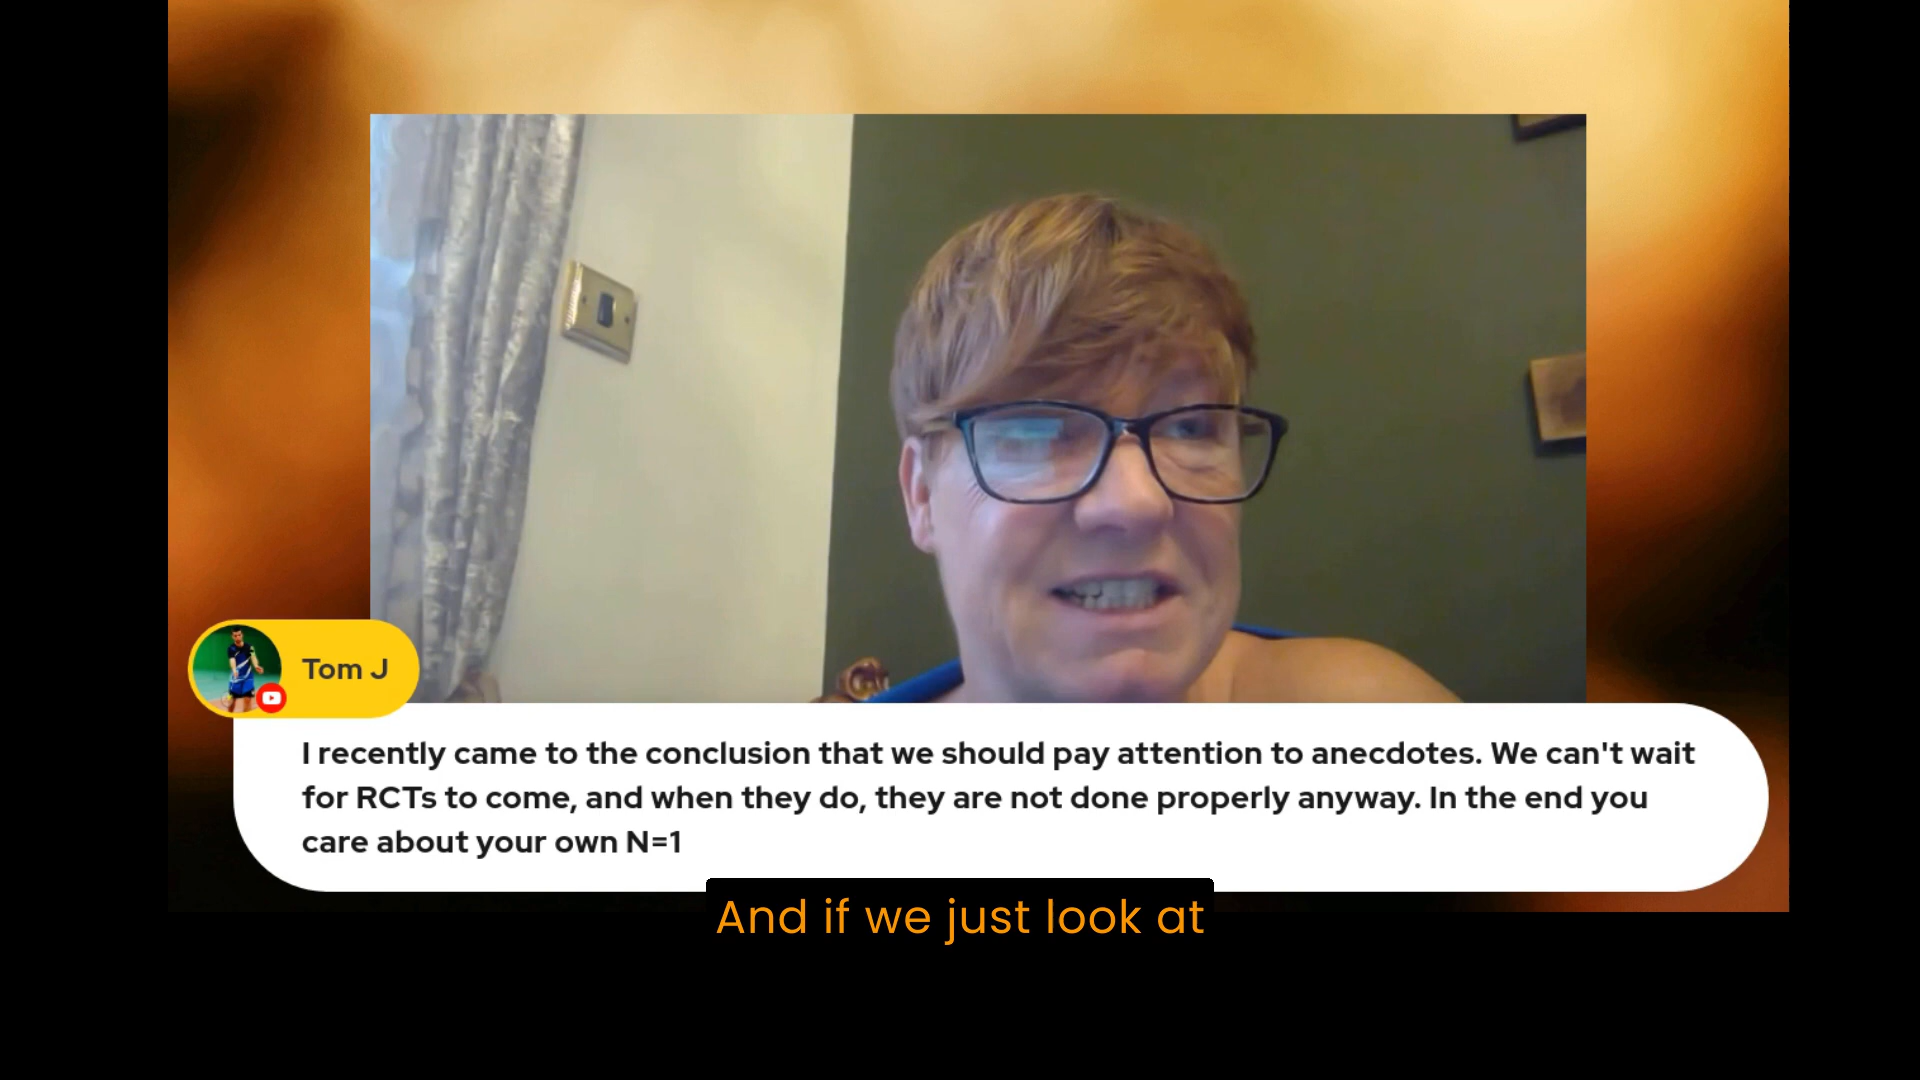 Tom J
I recently came to the conclusion that we should pay attention to anecdotes. We can't wait
for RCTs to come, and when they do, they are not done properly anyway. In the end you
care about your own N=1
And if we just look at